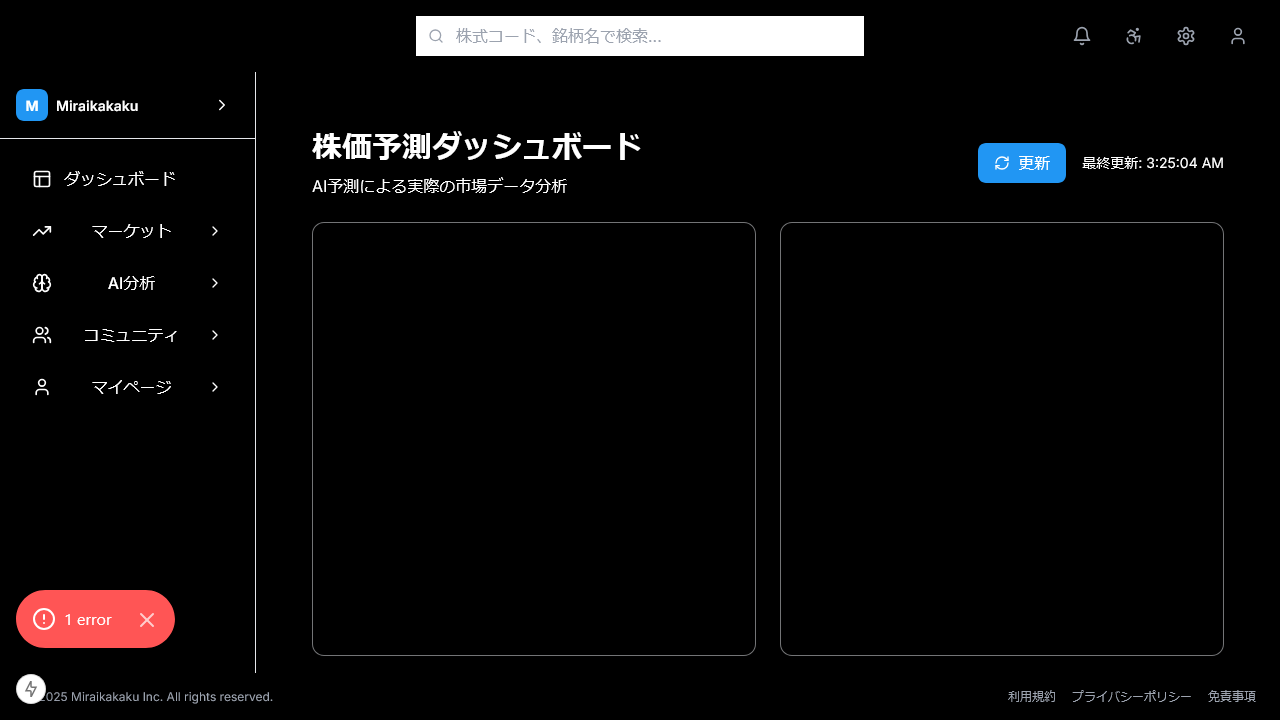 株式コード、銘柄名で検索...
M Miraikakaku
ダッシュボード
マーケット
AI分析
コミュニティ
マイページ
株価予測ダッシュボード
AI予測による実際の市場データ分析
更新
最終更新: 3:25:04 AM
1 error
2025 Miraikakaku Inc. All rights reserved.
利用規約 プライバシーポリシー 免責事項